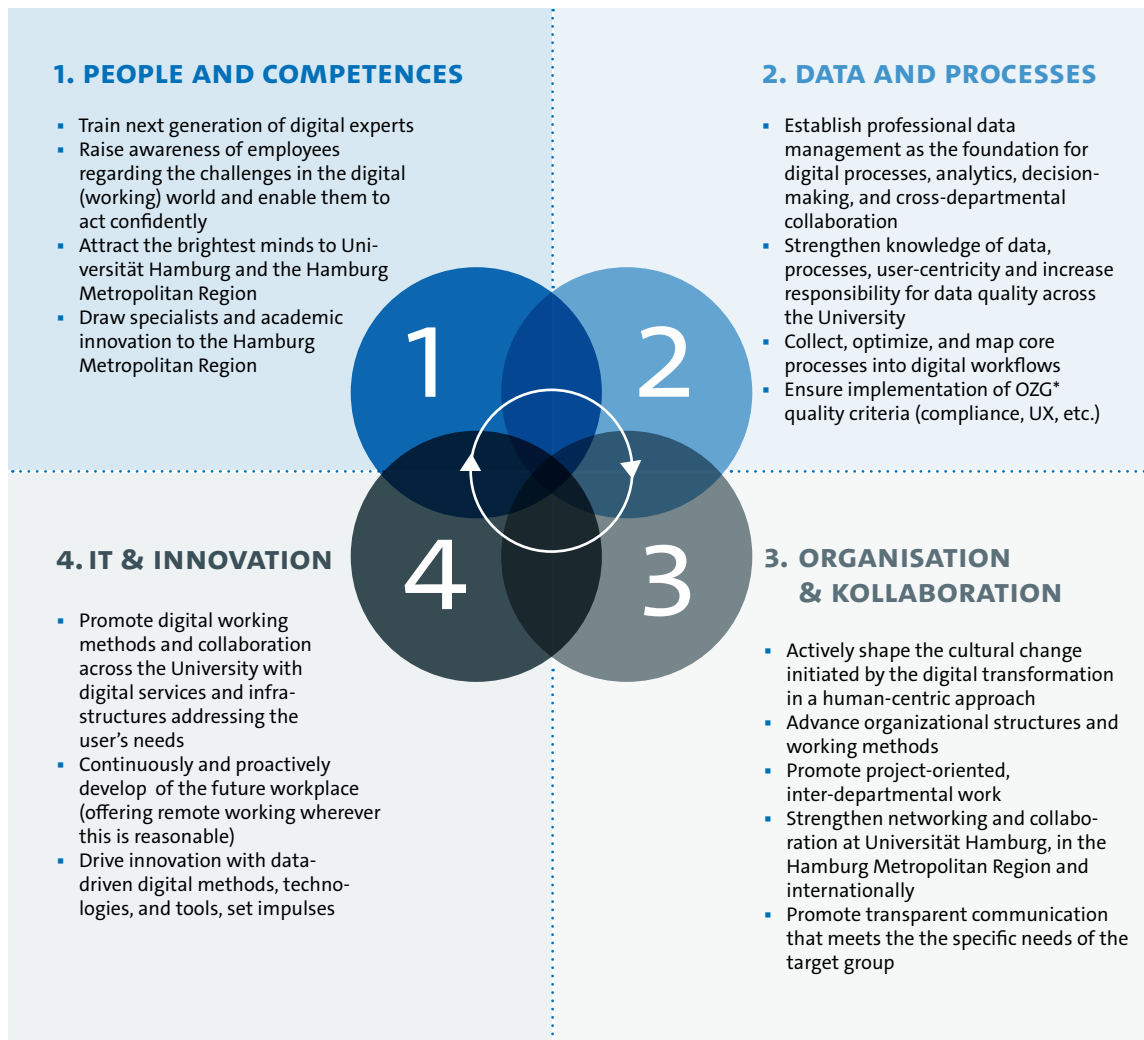 1. PEOPLE AND COMPETENCES
▪ Train next generation of digital experts
▪ Raise awareness of employees
regarding the challenges in the digital
(working) world and enable them to
act confidently
▪ Attract the brightest minds to Uni-
versität Hamburg and the Hamburg
Metropolitan Region
▪ Draw specialists and academic
innovation to the Hamburg
Metropolitan Region
2. DATA AND PROCESSES
▪ Establish professional data
management as the foundation for
digital processes, analytics, decision-
making, and cross-departmental
collaboration
▪ Strengthen knowledge of data,
processes, user-centricity and increase
responsibility for data quality across
the University
▪ Collect, optimize, and map core
processes into digital workflows
▪ Ensure implementation of OZG*
quality criteria (compliance, UX, etc.)
1
2
4
3
4. IT & INNOVATION
▪ Promote digital working
methods and collaboration
across the University with
digital services and infra-
structures addressing the
user's needs
▪ Continuously and proactively
develop of the future workplace
(offering remote working wherever
this is reasonable)
▪ Drive innovation with data-
driven digital methods, techno-
logies, and tools, set impulses
3. ORGANISATION
& KOLLABORATION
▪ Actively shape the cultural change
initiated by the digital transformation
in a human-centric approach
▪ Advance organizational structures and
working methods
▪ Promote project-oriented,
inter-departmental work
▪ Strengthen networking and collabo-
ration at Universität Hamburg, in the
Hamburg Metropolitan Region and
internationally
▪ Promote transparent communication
that meets the the specific needs of the
target group